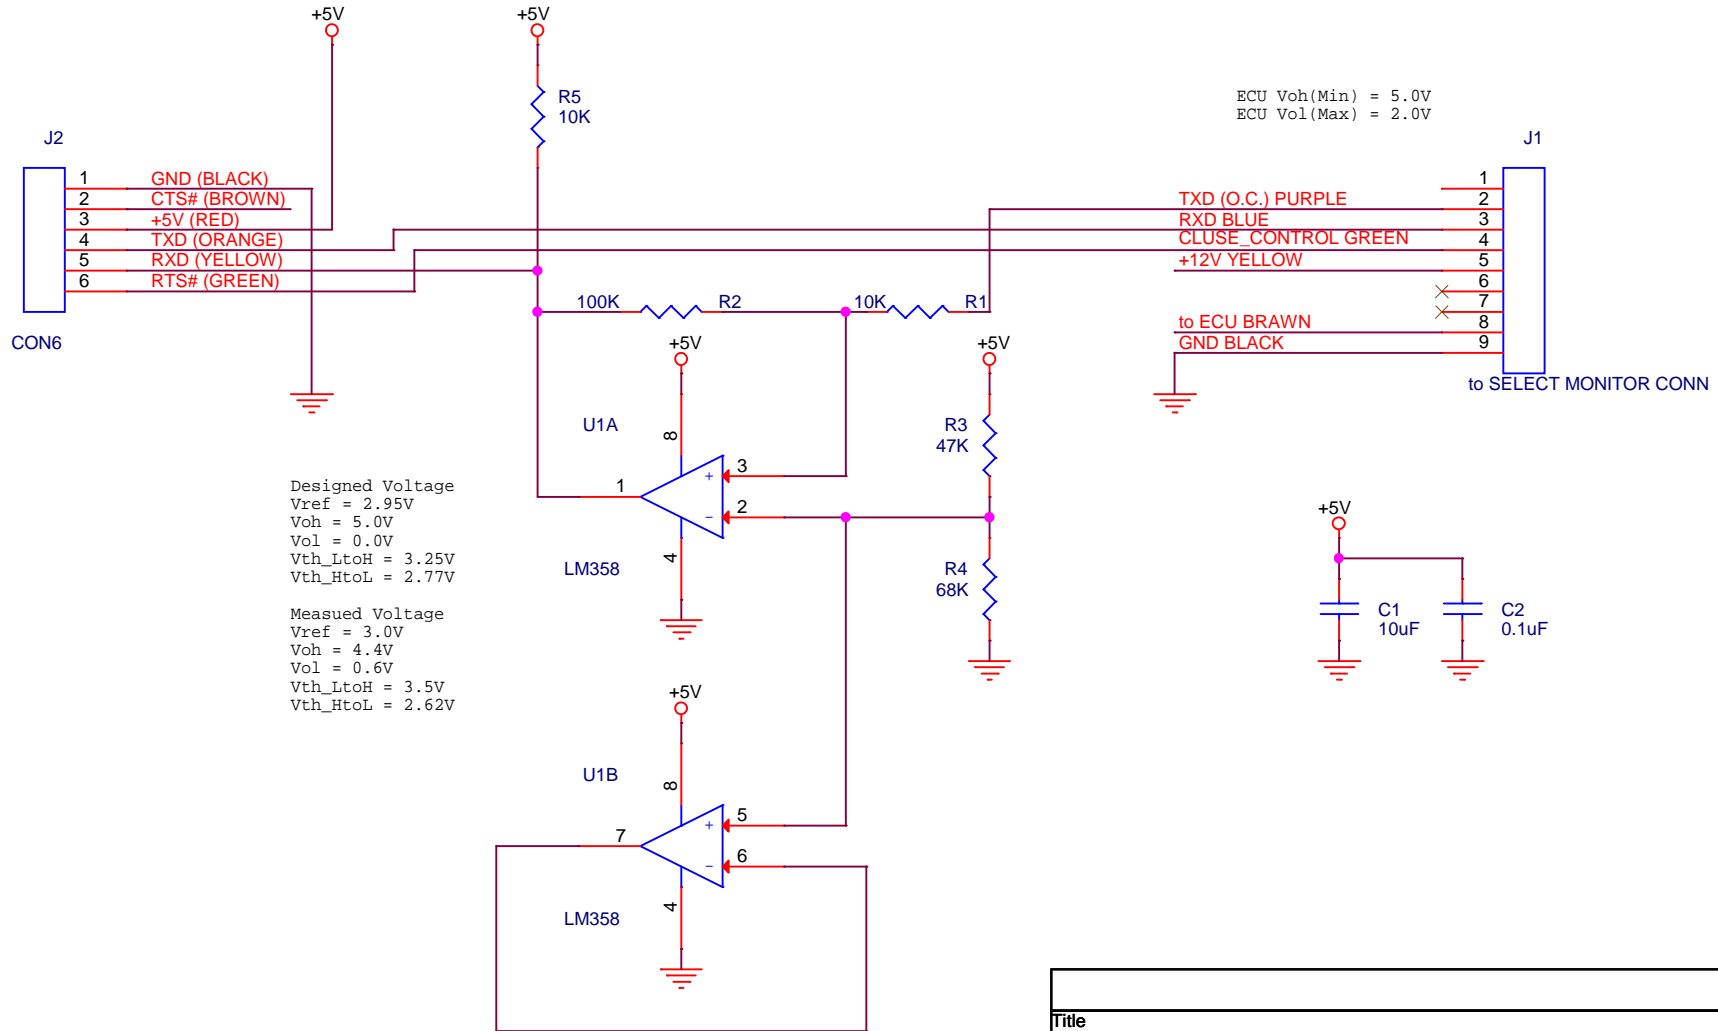 +5V
+5V
R5
10K
ECU Voh(Min) = 5.0V
ECU Vol(Max) = 2.0V
J2
J1
1 GND (BLACK)
2 CTS# (BROWN)
3 +5V (RED)
4 TXD (ORANGE)
5 RXD (YELLOW)
6 RTS# (GREEN)
CON6
1
TXD (O.C.) PURPLE 2
RXD BLUE 3
CLUSE_CONTROL GREEN 4
+12V YELLOW 5
6
7
to ECU BRAWN 8
GND BLACK 9
to SELECT MONITOR CONN
100K R2
10K R1
+5V
+5V
U1A
8
3
+
1
2
−
4
LM358
R3
47K
R4
68K
Designed Voltage
Vref = 2.95V
Voh = 5.0V
Vol = 0.0V
Vth_LtoH = 3.25V
Vth_HtoL = 2.77V
Measued Voltage
Vref = 3.0V
Voh = 4.4V
Vol = 0.6V
Vth_LtoH = 3.5V
Vth_HtoL = 2.62V
+5V
C1
10uF
C2
0.1uF
+5V
U1B
8
5
+
7
6
−
4
LM358
Title